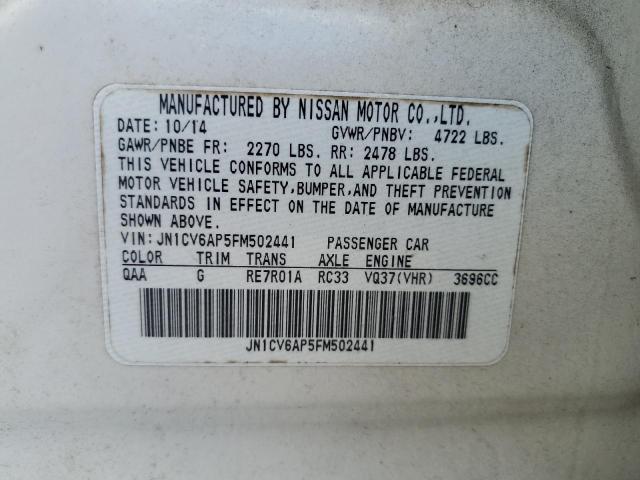 MANUFACTURED BY NISSAN MOTOR CO.,LTD.
DATE: 10/14 GVWR/PNBV: 4722 LBS.
GAWR/PNBE FR: 2270 LBS. RR: 2478 LBS.
THIS VEHICLE CONFORMS TO ALL APPLICABLE FEDERAL
MOTOR VEHICLE SAFETY,BUMPER,AND THEFT PREVENTION
STANDARDS IN EFFECT ON THE DATE OF MANUFACTURE
SHOWN ABOVE.
VIN:JN1CV6AP5FM502441 PASSENGER CAR
COLOR TRIM TRANS AXLE ENGINE
QAA G RE7R01A RC33 VQ37(VHR) 3696CC
JN1CV6AP5FM502441